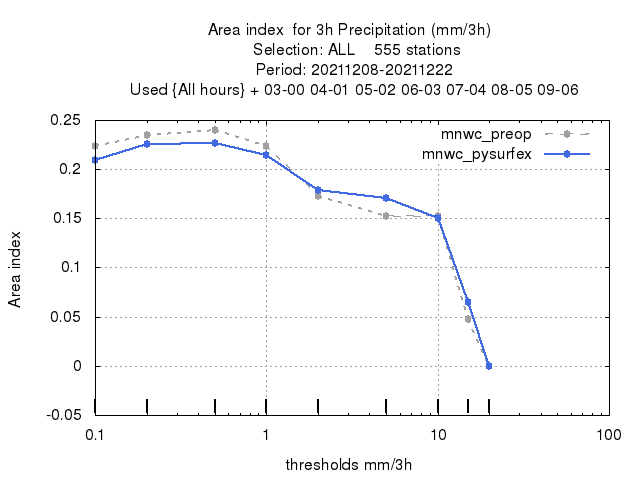 Area index  for 3h Precipitation (mm/3h)
Selection: ALL    555 stations
Period: 20211208-20211222
Used {All hours} + 03-00 04-01 05-02 06-03 07-04 08-05 09-06
mnwc_preop
mnwc_pysurfex
0.25
0.2
0.15
0.1
0.05
0
-0.05
Area index
0.1 1 10 100
thresholds mm/3h